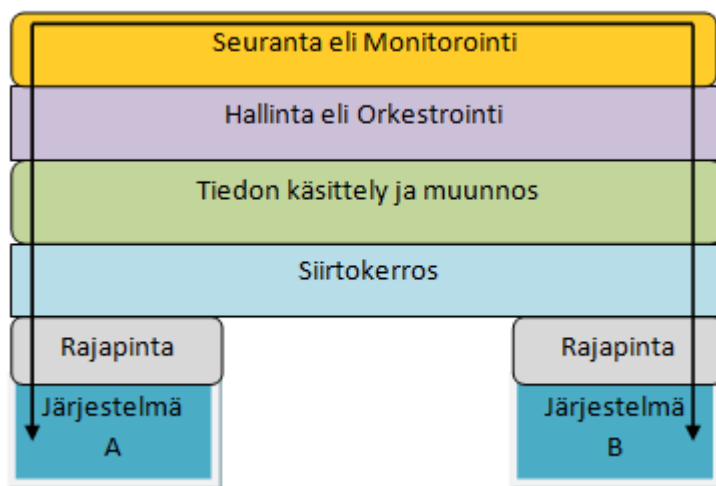 Seuranta eli Monitorointi
Hallinta eli Orkestrointi
Tiedon käsittely ja muunnos
Siirtokerros
Rajapinta
Rajapinta
Järjestelmä
A
Järjestelmä
B